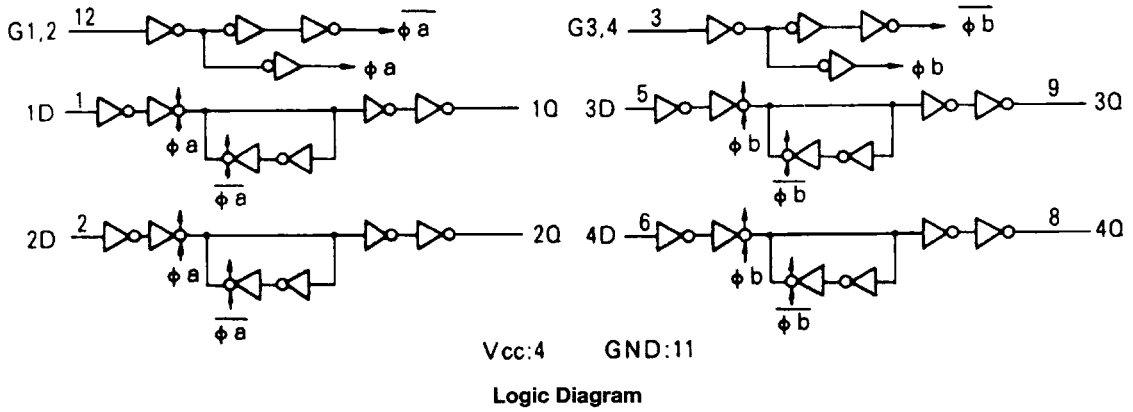 G1,2 12 φa
φa
G3,4 3 φb
φb
1D 1 φa φa 1Q
3D 5 φb φb 9 3Q
2D 2 φa φa 2Q
4D 6 φb φb 8 4Q
Vcc:4 GND:11
Logic Diagram